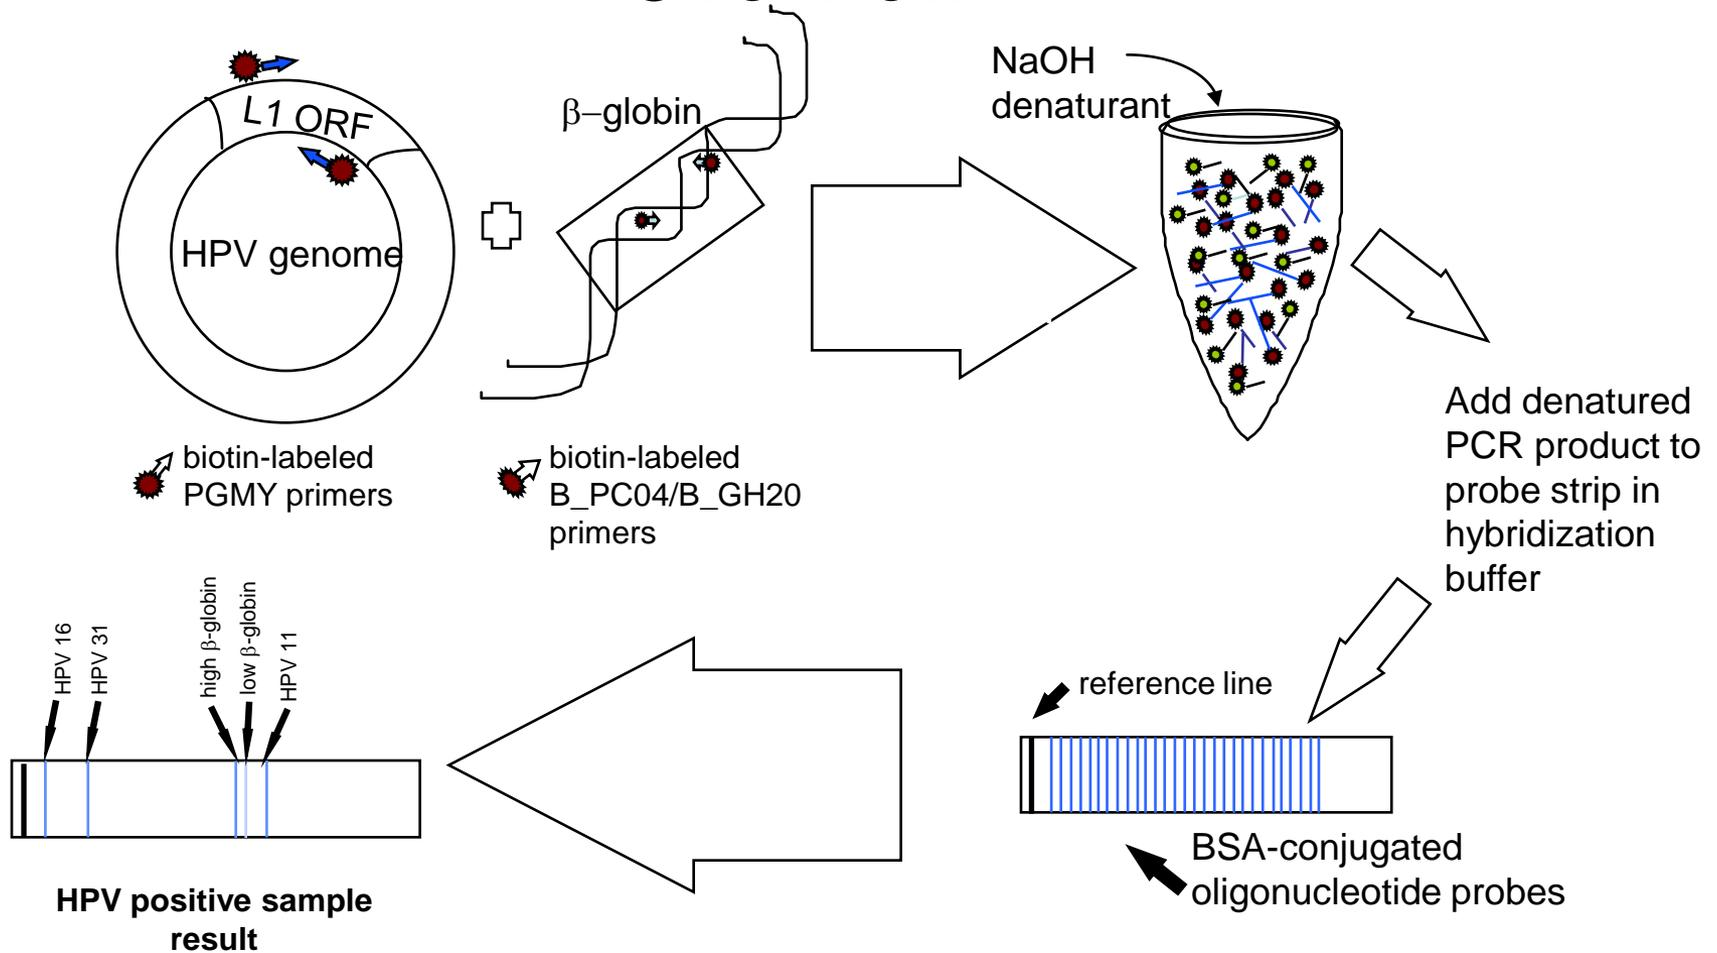 L1 ORF
HPV genome
β–globin
NaOH
denaturant
biotin-labeled
PGMY primers
biotin-labeled
B_PC04/B_GH20
primers
Add denatured
PCR product to
probe strip in
hybridization
buffer
HPV 16
HPV 31
high β-globin
low β-globin
HPV 11
reference line
BSA-conjugated
oligonucleotide probes
HPV positive sample
result